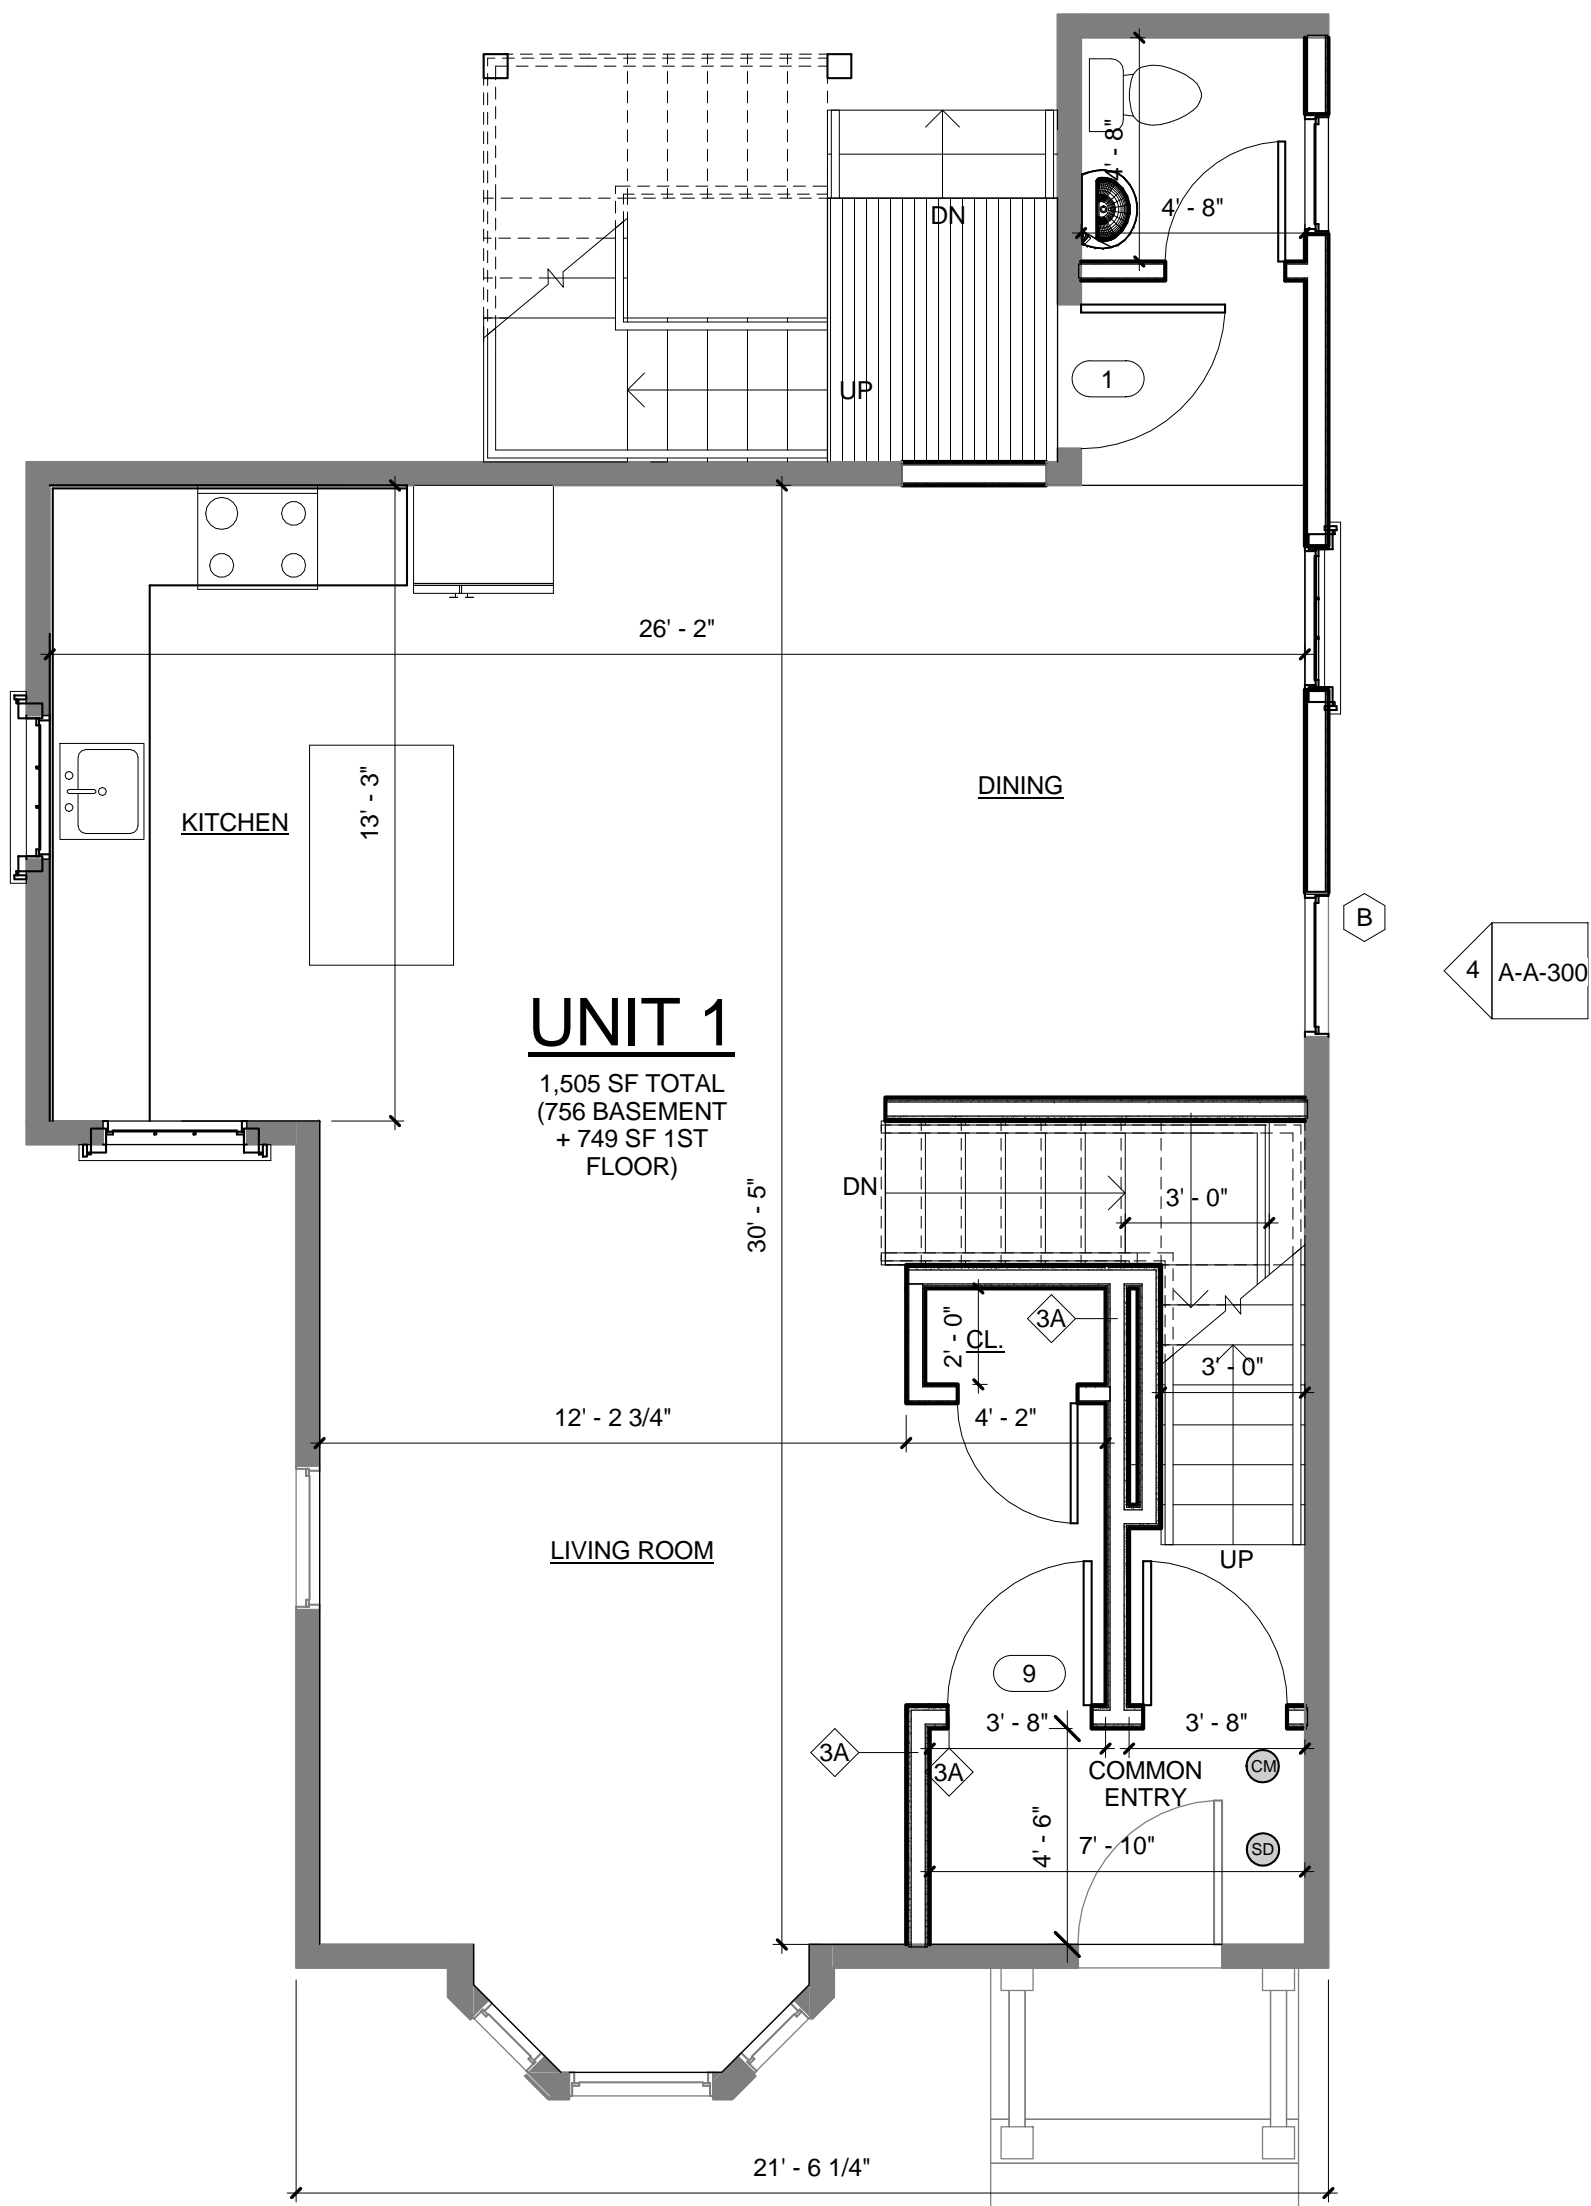 4' - 8"
4' - 8"
DN
UP
1
26' - 2"
13' - 3"
DINING
KITCHEN
B
4
A-A-300
UNIT 1
1,505 SF TOTAL
(756 BASEMENT
+ 749 SF 1ST
FLOOR)
30' - 5"
DN
3' - 0"
3A
2' - 0"
CL.
3' - 0"
12' - 2 3/4"
4' - 2"
LIVING ROOM
UP
9
3' - 8"
3' - 8"
3A
3A
COMMON
ENTRY
CM
4' - 6"
7' - 10"
SD
21' - 6 1/4"